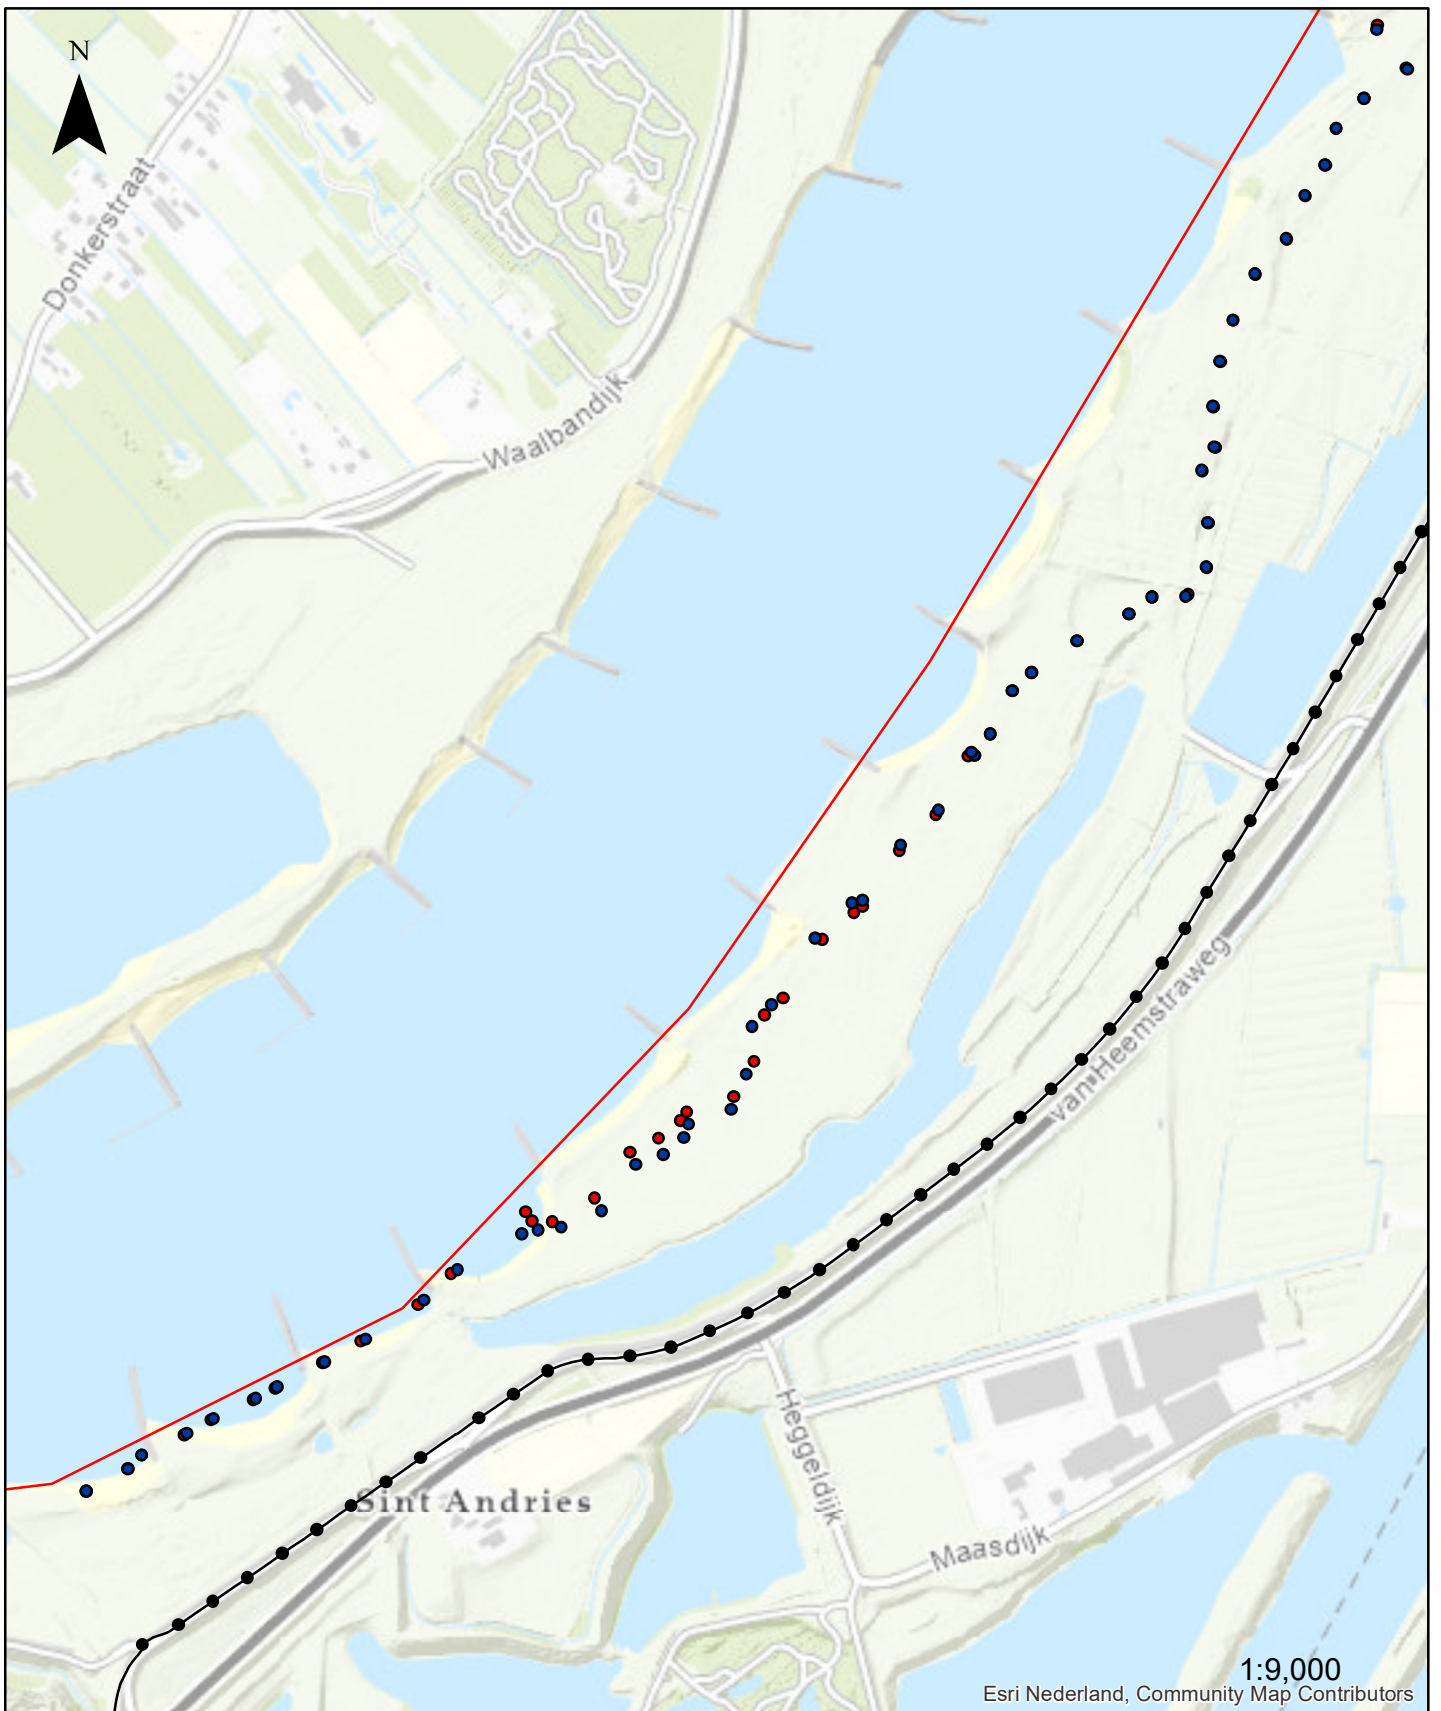 N
Donkerstraat
Waalbandijk
van Heemstraweg
Heggeldijk
Sint Andries
Maasdijk
1:9,000
Esri Nederland, Community Map Contributors